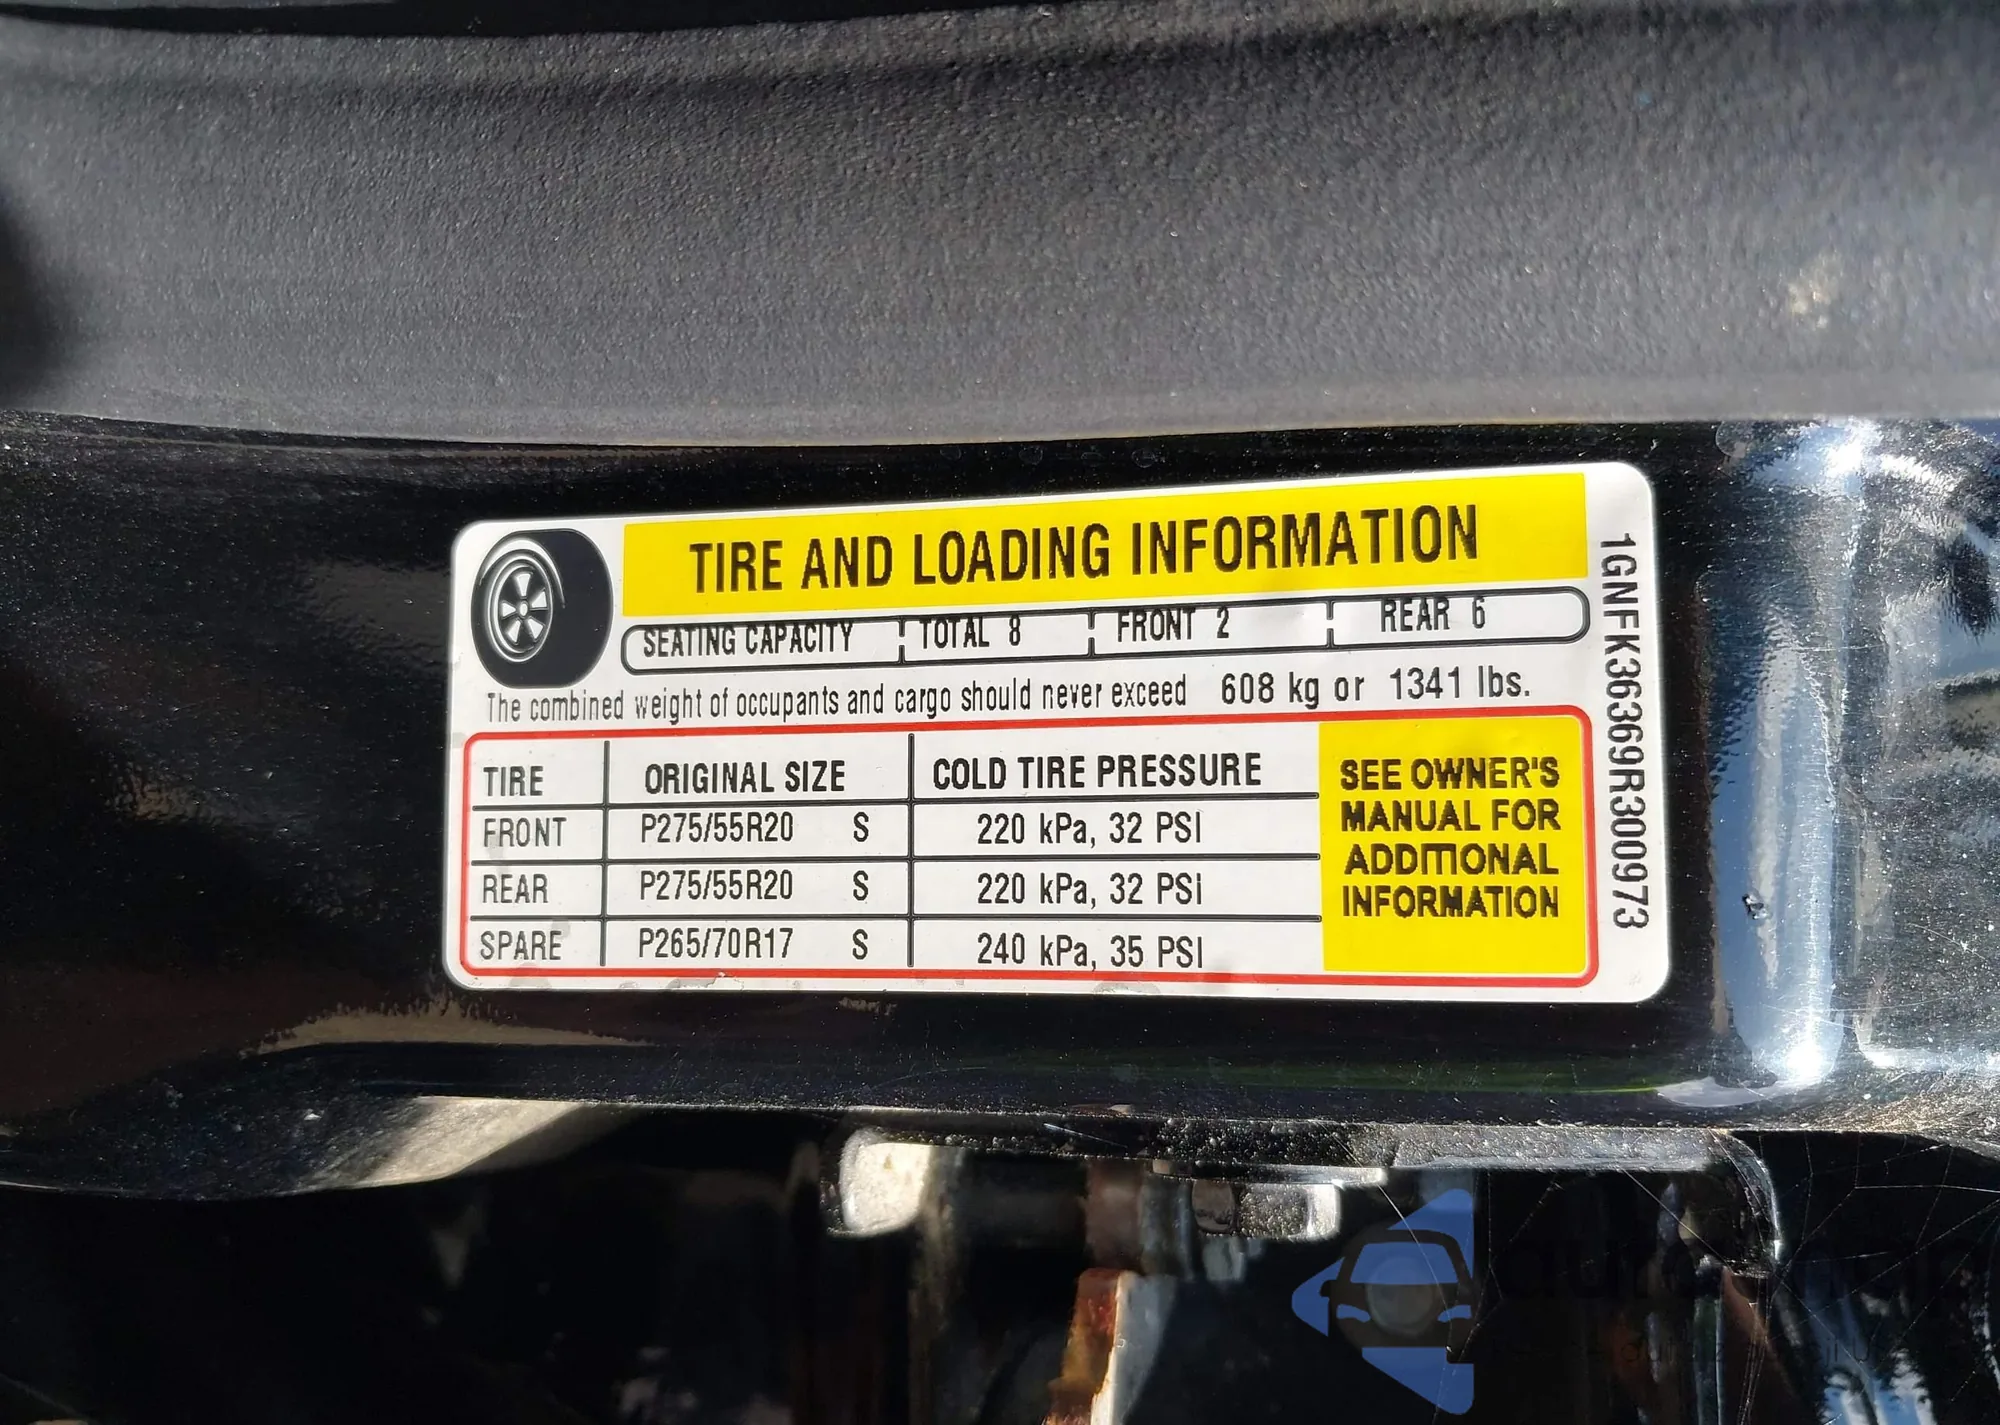 TIRE AND LOADING INFORMATION
SEATING CAPACITY TOTAL 8 FRONT 2 REAR 6
The combined weight of occupants and cargo should never exceed 608 kg or 1341 lbs.
TIRE ORIGINAL SIZE COLD TIRE PRESSURE
FRONT P275/55R20 S 220 kPa, 32 PSI
REAR P275/55R20 S 220 kPa, 32 PSI
SPARE P265/70R17 S 240 kPa, 35 PSI
SEE OWNER'S
MANUAL FOR
ADDITIONAL
INFORMATION
1GNFK36369R300973